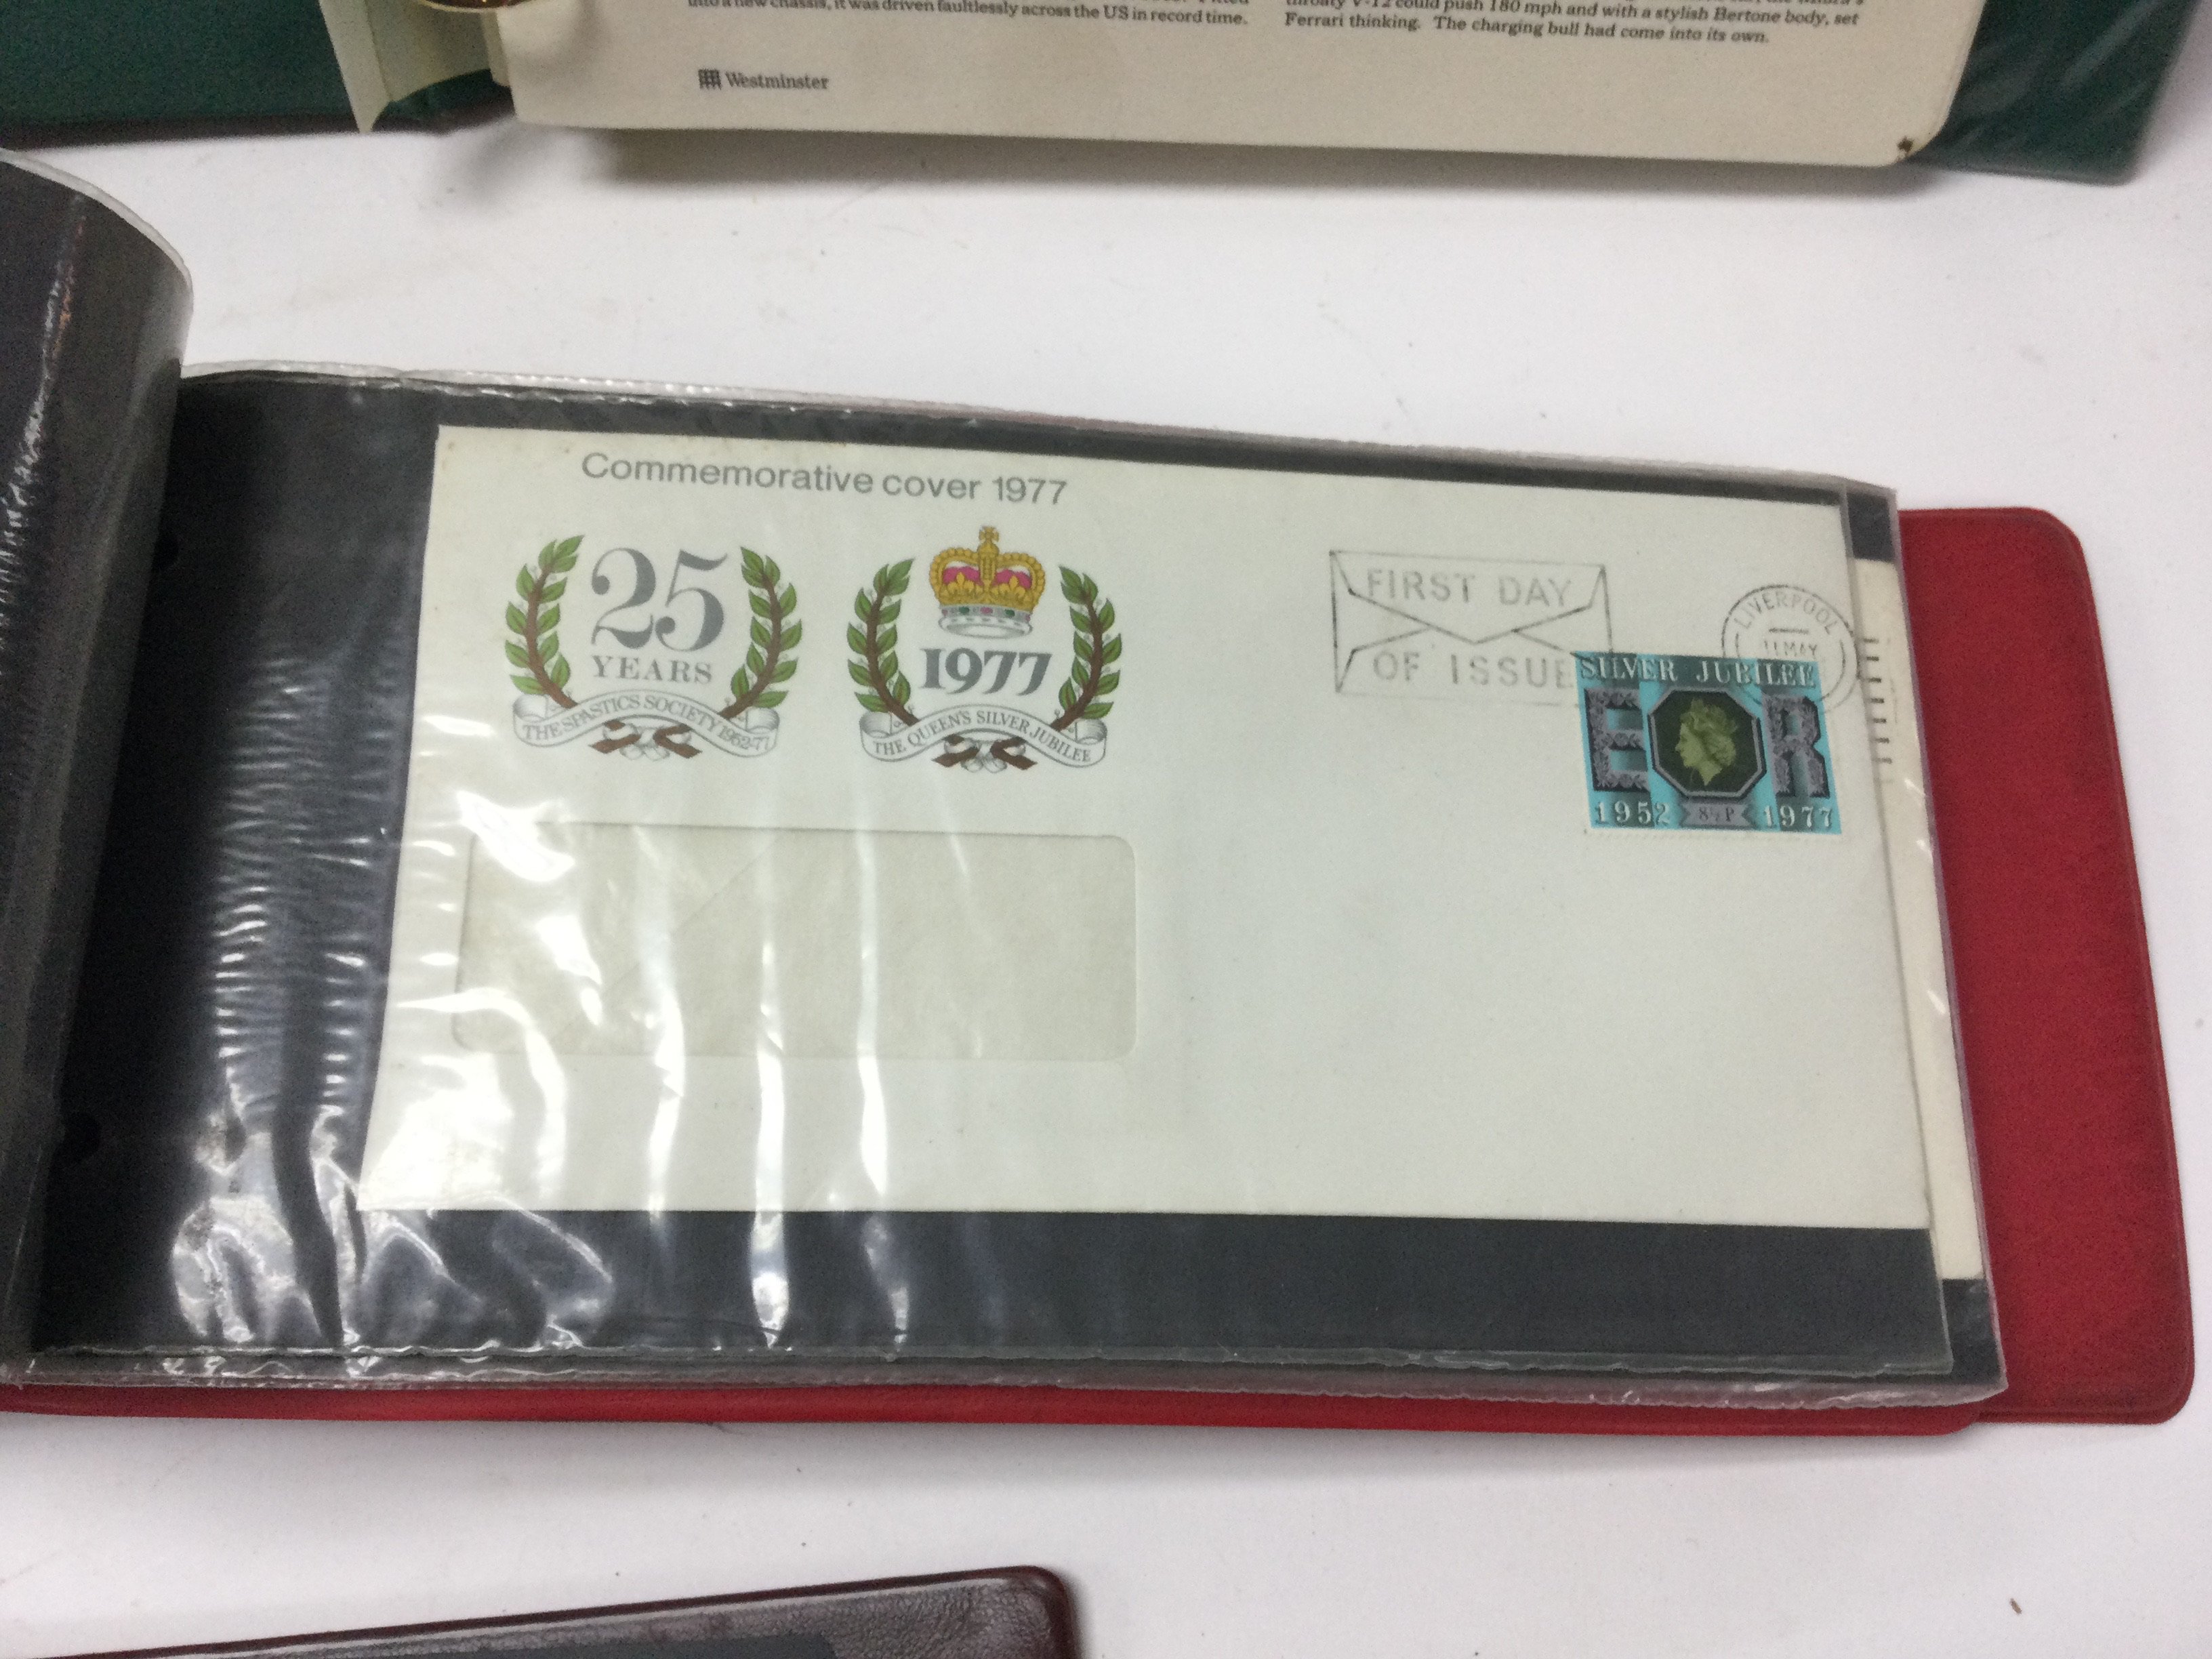 into a new chassis, it was driven faultlessly across the US in record time.
throaty V-12 could push 180 mph and with a stylish Bertone body, set
Ferrari thinking. The charging bull had come into its own.
Westminster
Commemorative cover 1977
25
YEARS
THE SPASTICS SOCIETY 1952-77
1977
THE QUEEN'S SILVER JUBILEE
FIRST DAY
OF ISSUE
LIVERPOOL
11 MAY
SILVER JUBILEE
E R
1952 8½P 1977